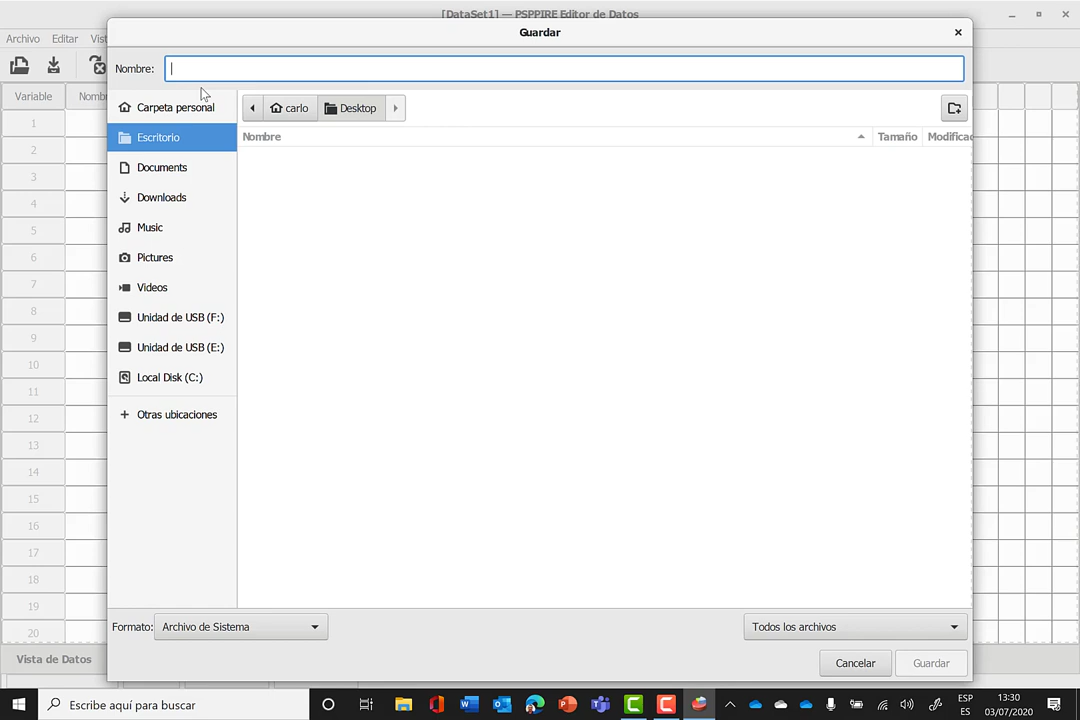 [DataSet1] — PSPPIRE Editor de Datos
Guardar
Archivo Editar Vist
Nombre:
Variable Nomb
Carpeta personal
carlo Desktop
Escritorio
Nombre Tamaño Modificac
Documents
Downloads
Music
Pictures
Videos
Unidad de USB (F:)
Unidad de USB (E:)
Local Disk (C:)
Otras ubicaciones
1
2
3
4
5
6
7
8
9
10
11
12
13
14
15
16
17
18
19
20
Formato: Archivo de Sistema Todos los archivos
Vista de Datos
Cancelar Guardar
Escribe aquí para buscar
ESP
ES
13:30
03/07/2020